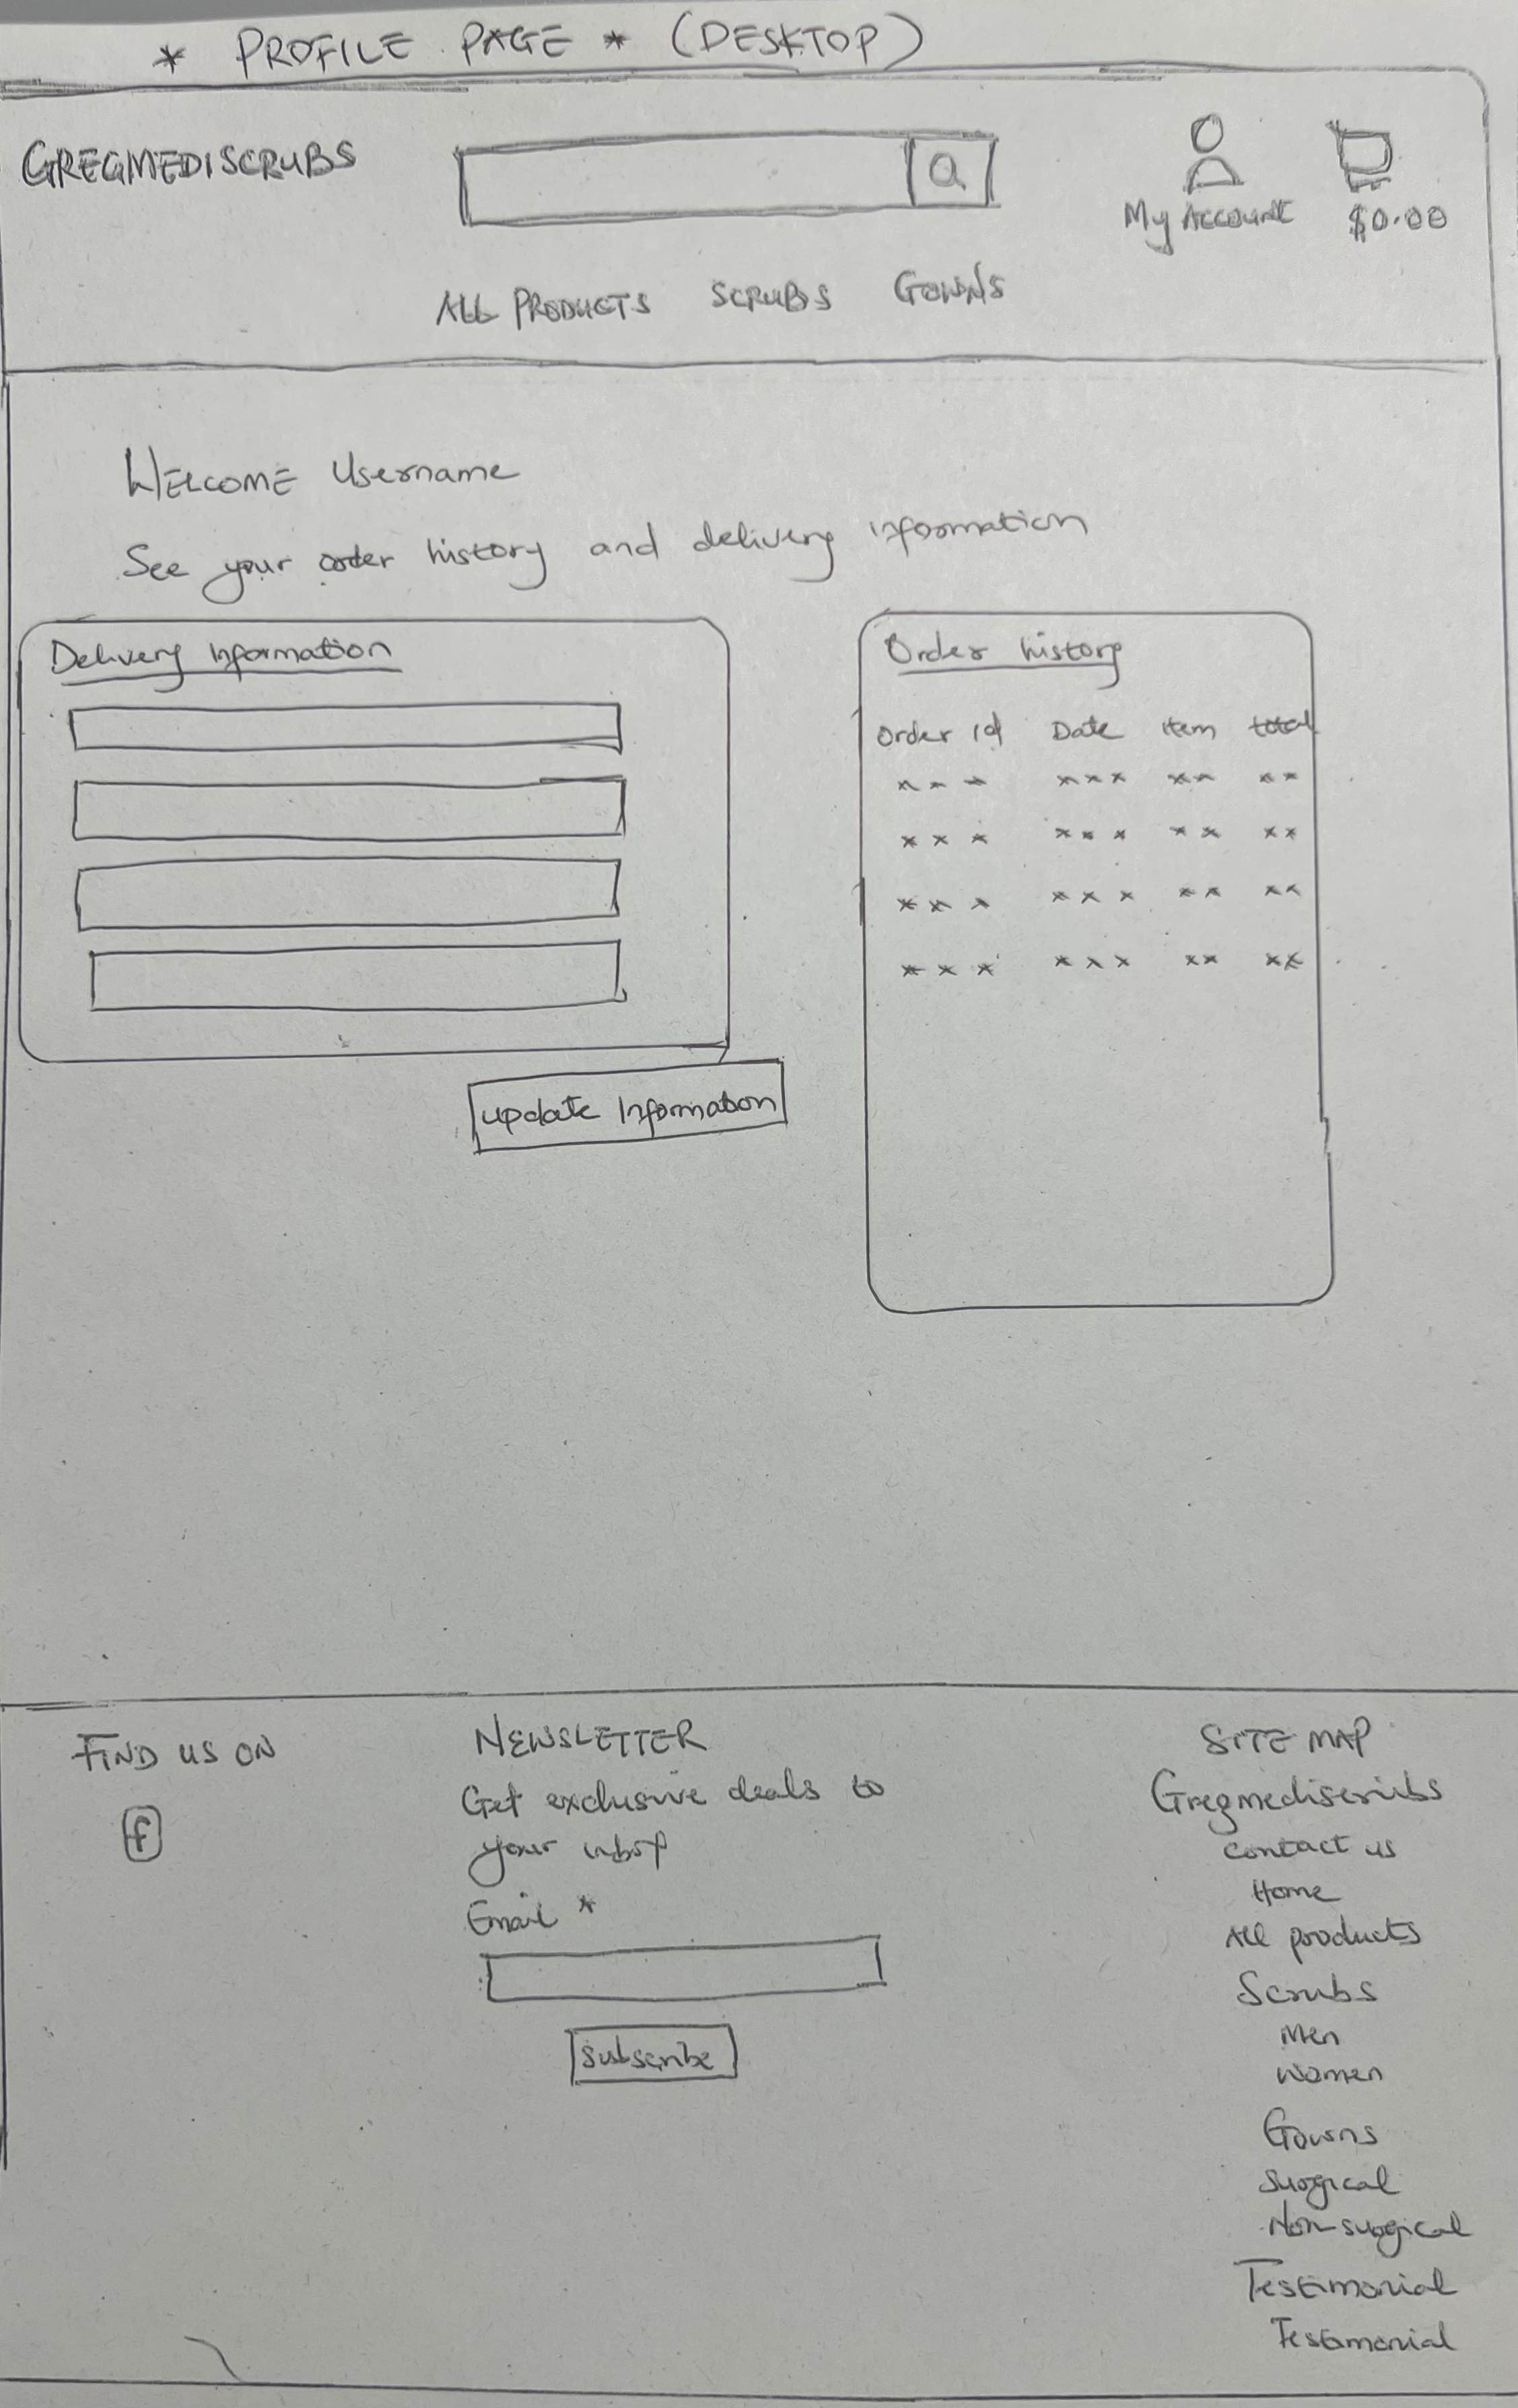 * PROFILE PAGE * (DESKTOP)
GREGMEDISCRUBS
My Account $0.00
ALL PRODUCTS SCRUBS GOWNS
WELCOME Username
See your order history and delivery information
Delivery Information
Order history
Order Id Date Item total
x x x x x x x x x x
x x x x x x x x x x
x x x x x x x x x x
x x x x x x x x x x
update Information
FIND US ON
f
NEWSLETTER
Get exclusive deals to
your inbox
Email *
Subscribe
SITE MAP
Gregmediscrubs
Contact us
Home
All products
Scrubs
Men
Women
Gowns
Surgical
Non-surgical
Testimonial
Testimonial